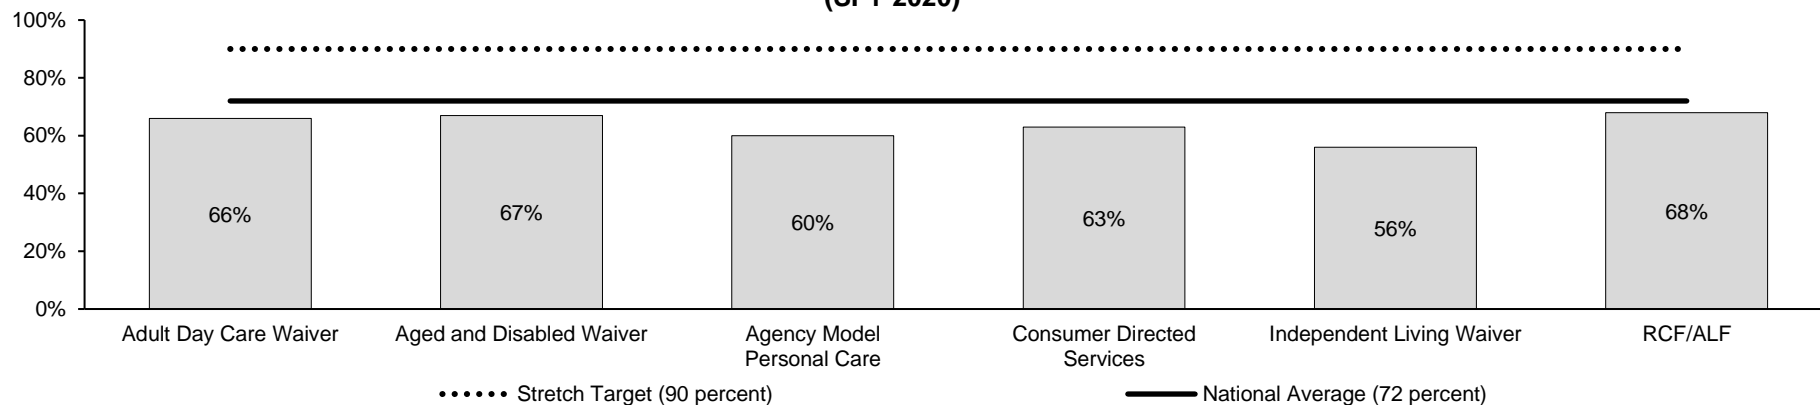 (SFY 2020)
100%
80%
60%
40%
20%
0%
66%
67%
60%
63%
56%
68%
Adult Day Care Waiver
Aged and Disabled Waiver
Agency Model
Personal Care
Consumer Directed
Services
Independent Living Waiver
RCF/ALF
Stretch Target (90 percent)
National Average (72 percent)